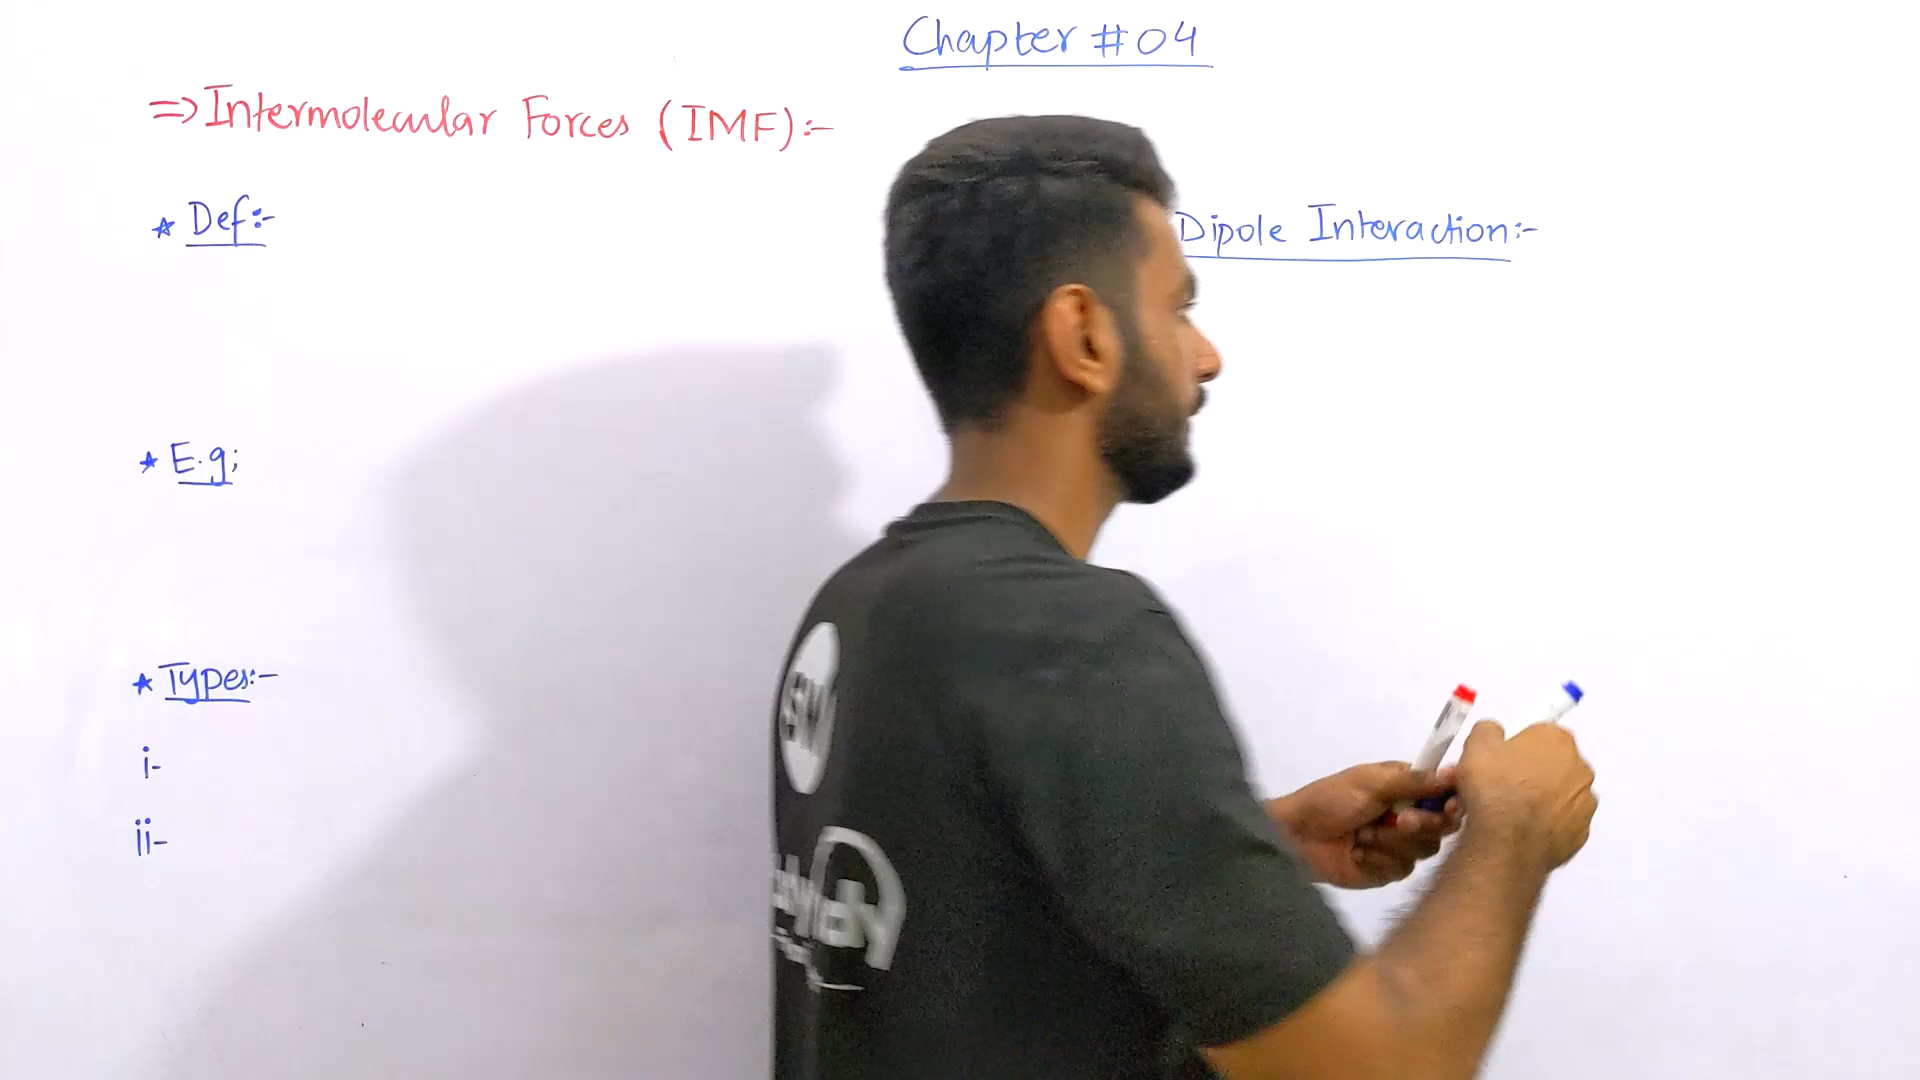 Chapter # 04
⇒ Intermolecular Forces (IMF):-
★ Def:-
Dipole Interaction:-
★ E.g;
★ Types:-
i-
ii-